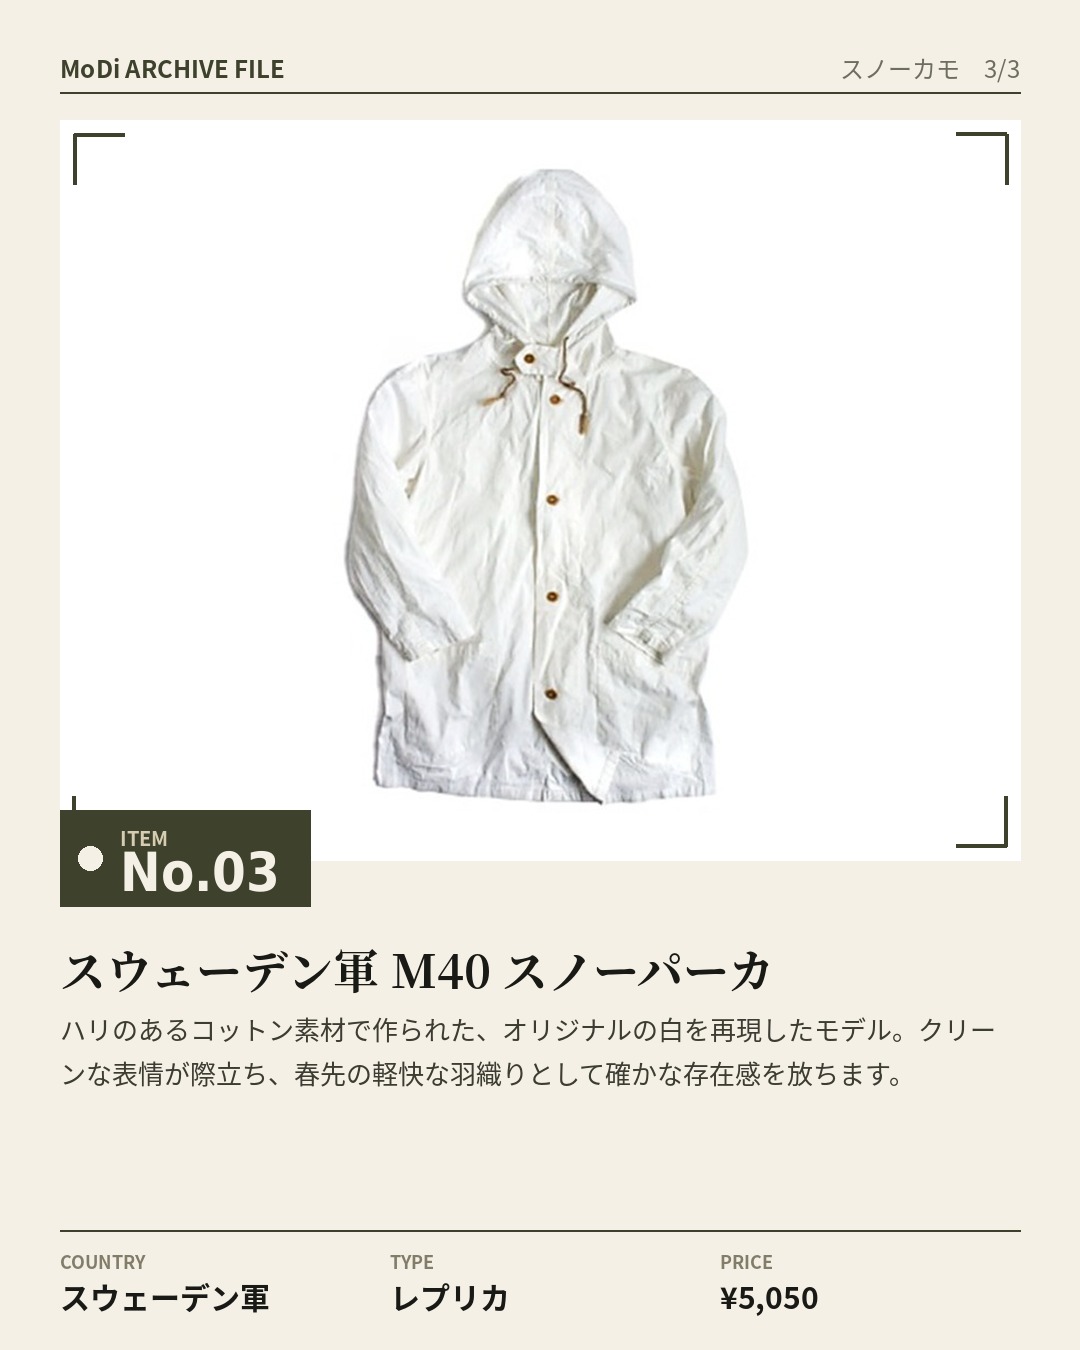 MoDi ARCHIVE FILE
スノーカモ 3/3
ITEM
No.03
スウェーデン軍 M40 スノーパーカ
ハリのあるコットン素材で作られた、オリジナルの白を再現したモデル。クリー
ンな表情が際立ち、春先の軽快な羽織りとして確かな存在感を放ちます。
COUNTRY
スウェーデン軍
TYPE
レプリカ
PRICE
¥5,050